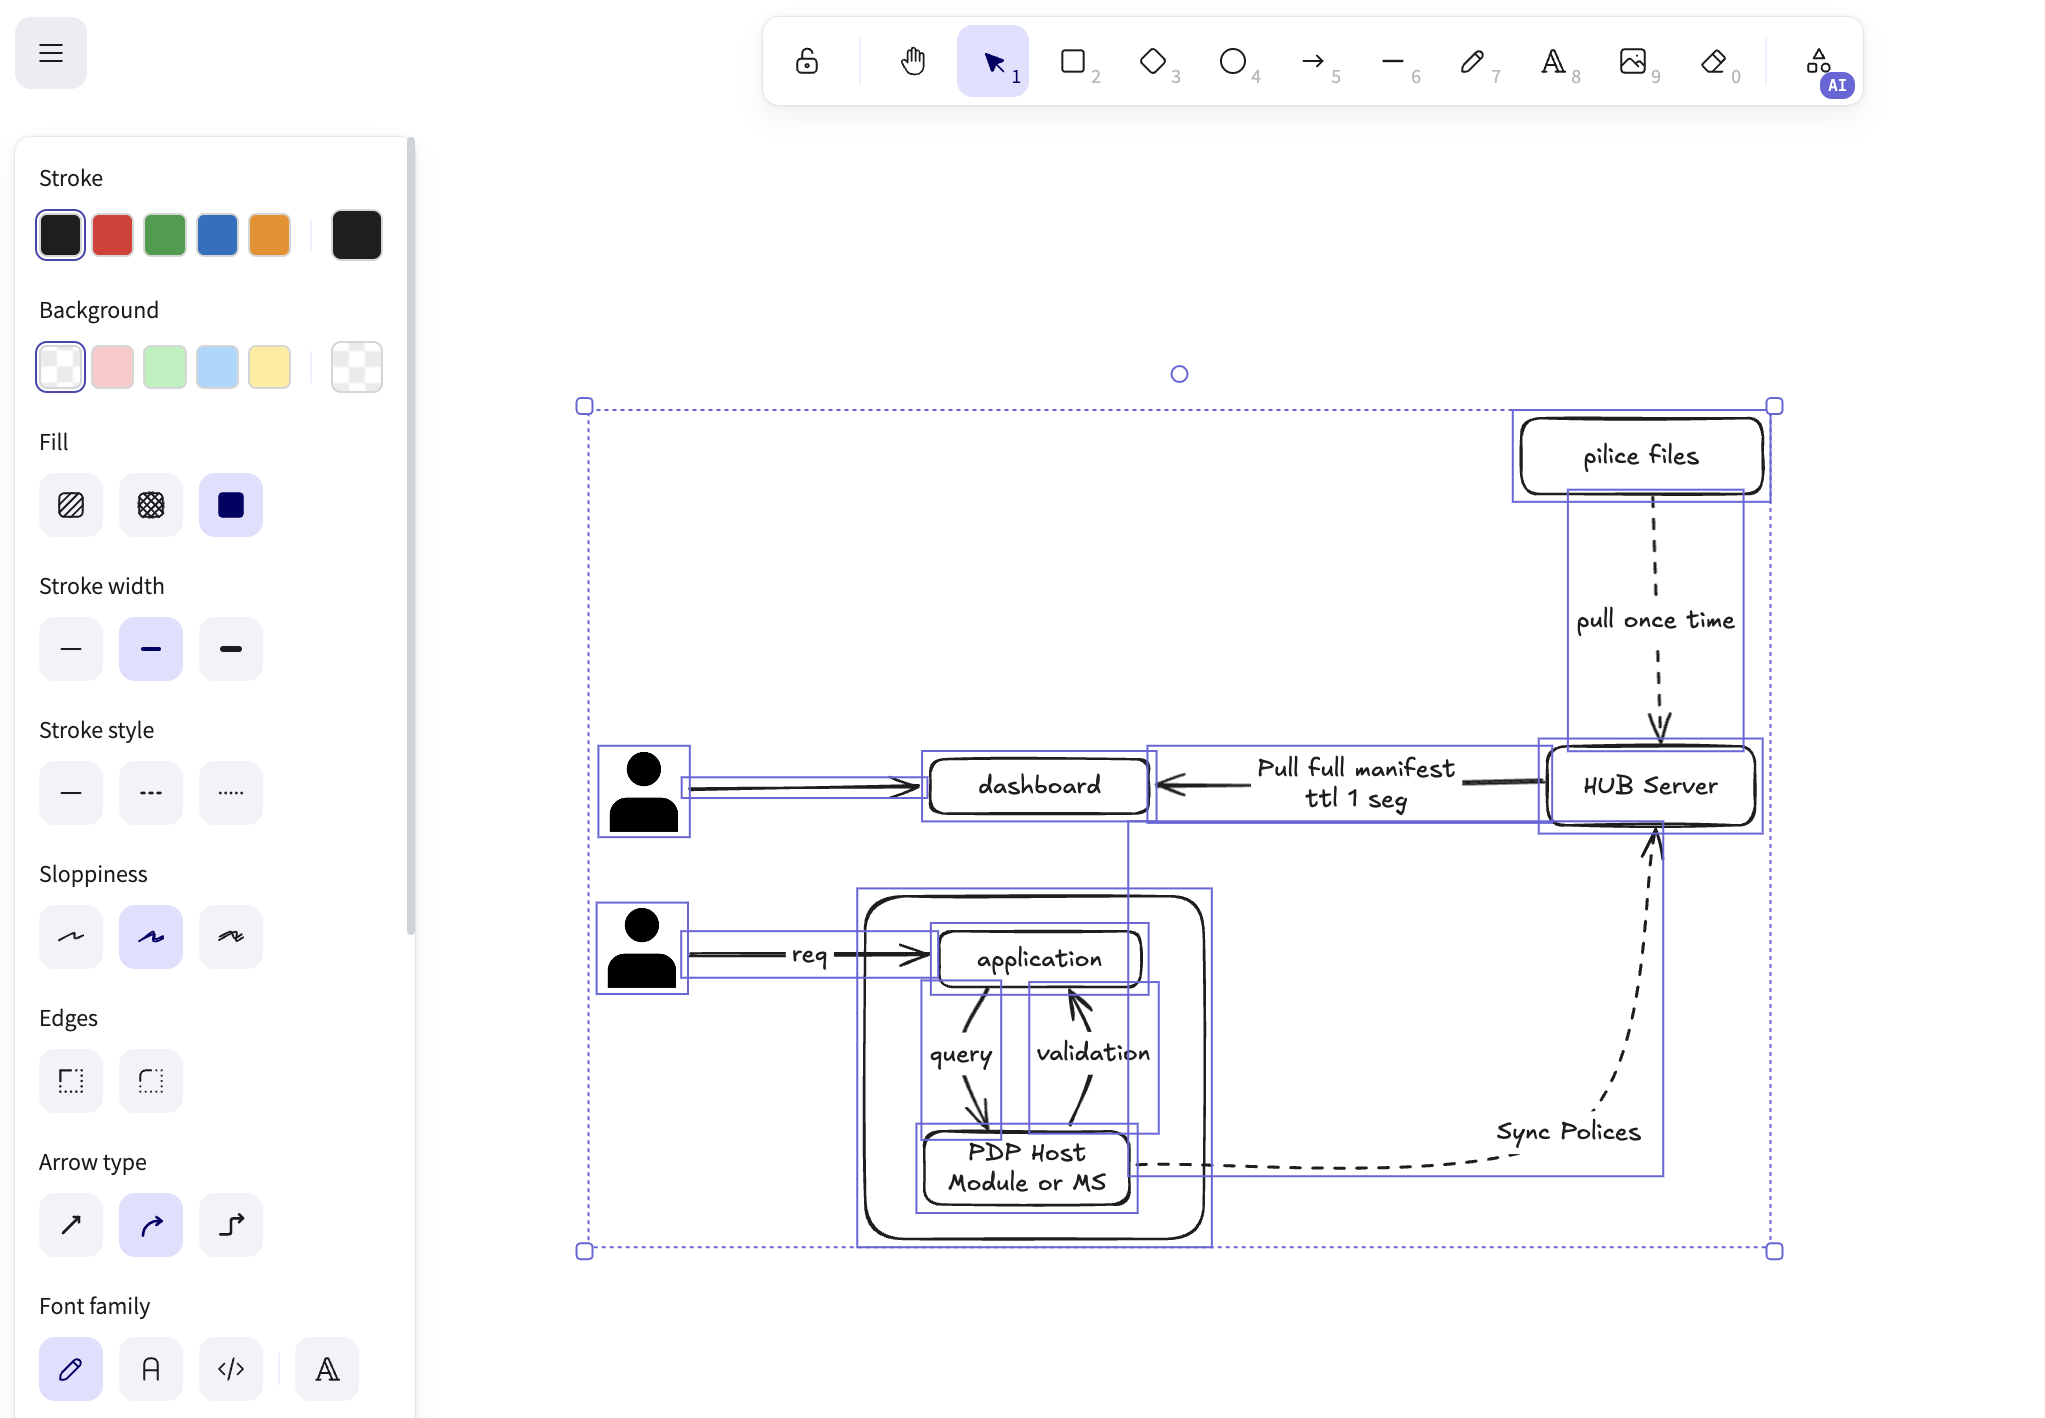 1
2
3
4
5
6
7
8
9
0
AI
Stroke
Background
Fill
Stroke width
Stroke style
Sloppiness
Edges
Arrow type
Font family
pilice files
pull once time
dashboard
Pull full manifest
ttl 1 seg
HUB Server
req
application
query
validation
PDP Host
Module or MS
Sync Polices